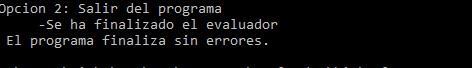 Opcion 2: Salir del programa
-Se ha finalizado el evaluador
El programa finaliza sin errores.